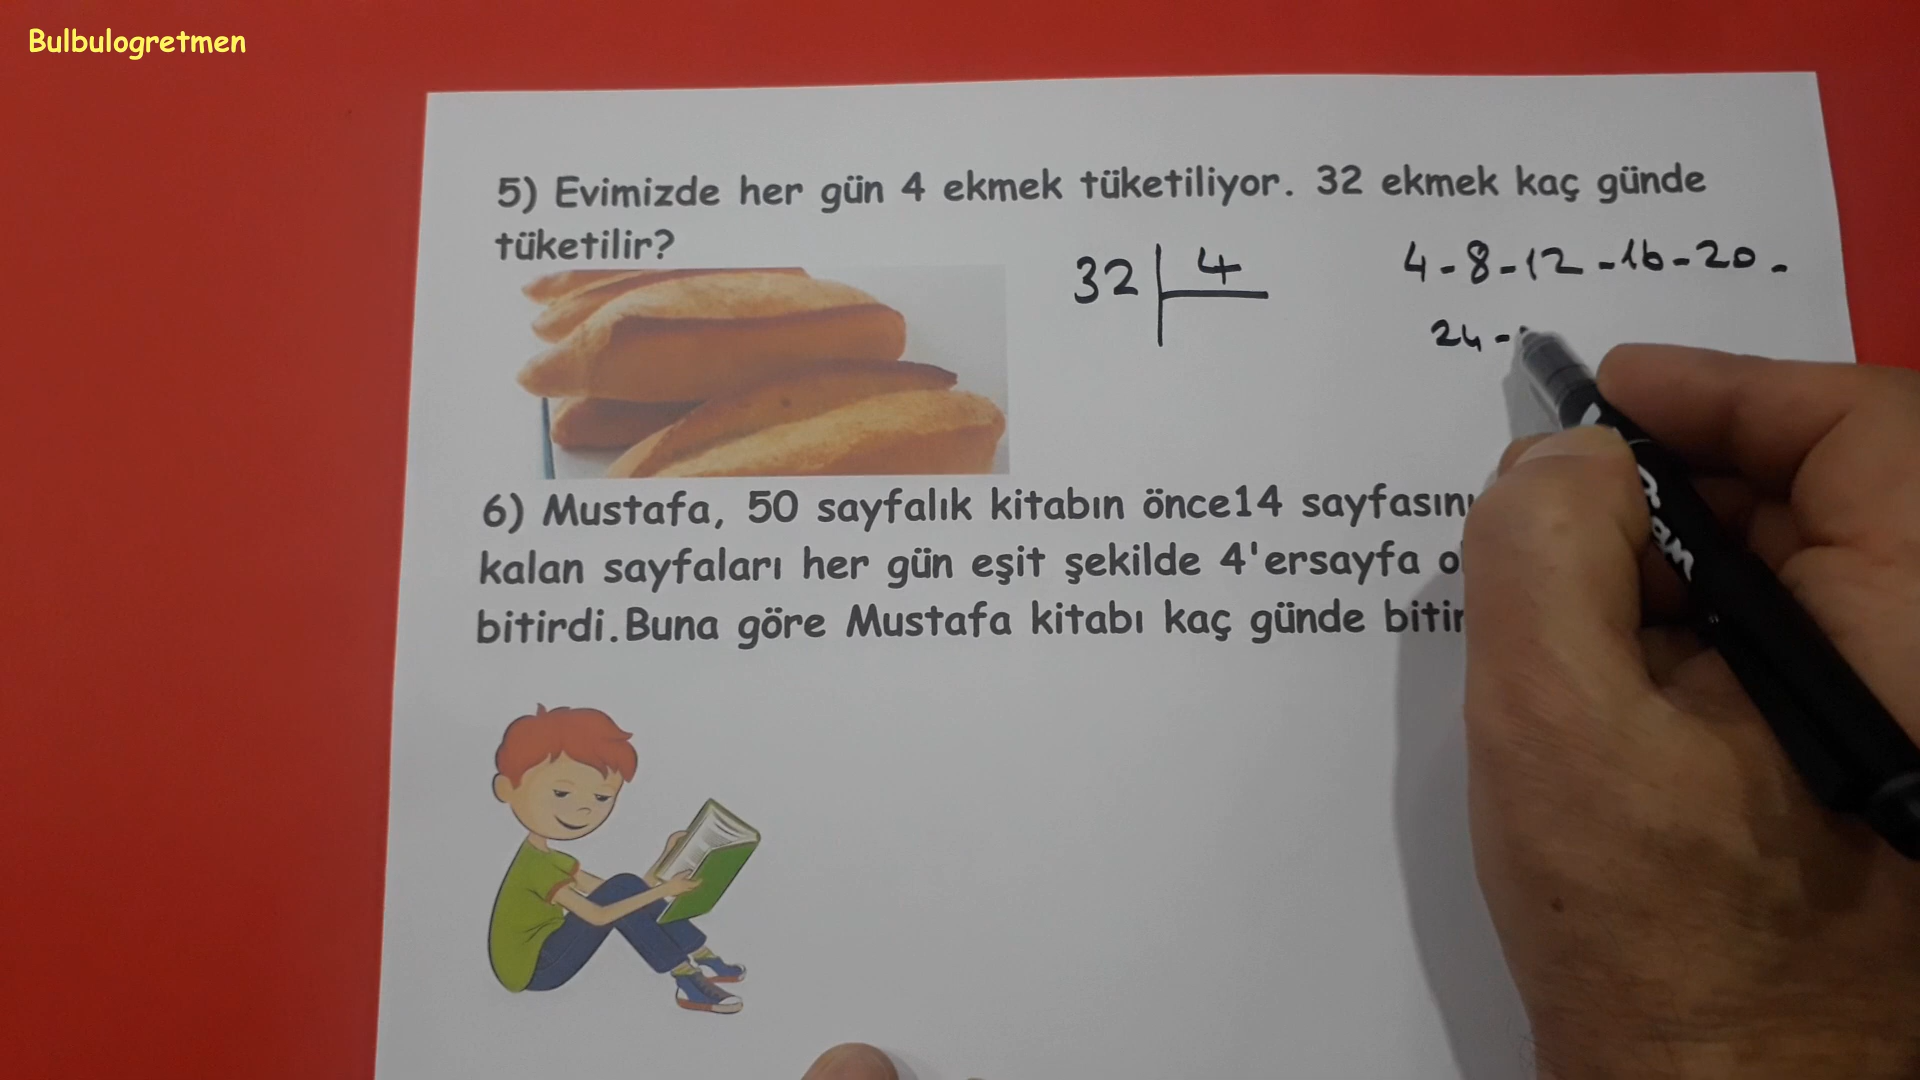 Bulbulogretmen
5) Evimizde her gün 4 ekmek tüketiliyor. 32 ekmek kaç günde
tüketilir?
32 4
4-8-12-16-20-
24-
6) Mustafa, 50 sayfalık kitabın önce14
kalan sayfaları her gün eşit şekilde 4'ersayfa
bitirdi.Buna göre Mustafa kitabı kaç günde